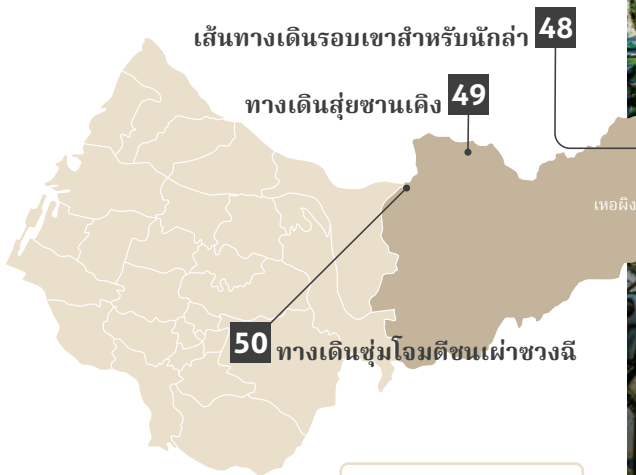 เส้นทางเดินรอบเขาสำหรับนักล่า 48
ทางเดินสุ่ยซานเคิง 49
เหอผิง
50 ทางเดินซุ่มโจมตีชนเผ่าซวงฉี